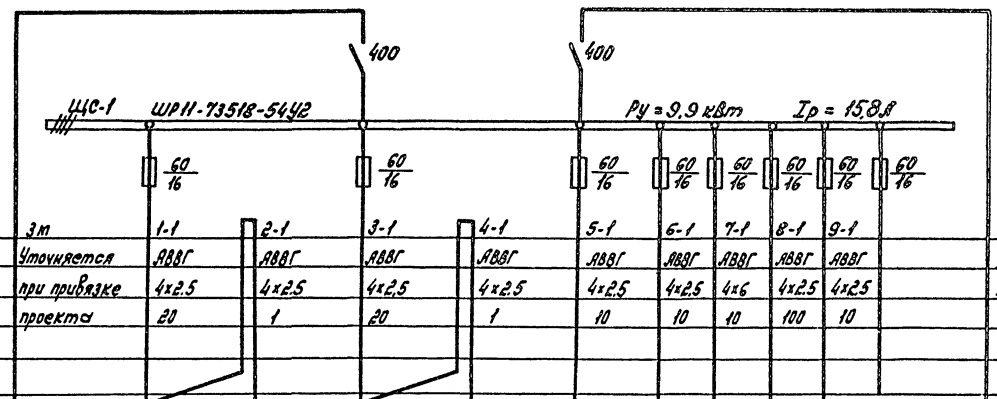 400 400
ЩС-1 ШР11-73518-54У2 Ру = 9,9 кВт Iр = 15,8 А
60 60 60 60 60 60 60 60
16 16 16 16 16 16 16 16
3м 1-1 2-1 3-1 4-1 5-1 6-1 7-1 8-1 9-1
Уточняется АВВГ АВВГ АВВГ АВВГ АВВГ АВВГ АВВГ АВВГ АВВГ
при привязке 4х2.5 4х2.5 4х2,5 4х2.5 4х2.5 4х2.5 4х6 4х2.5 4х2.5
проекта 20 1 20 1 10 10 10 100 10